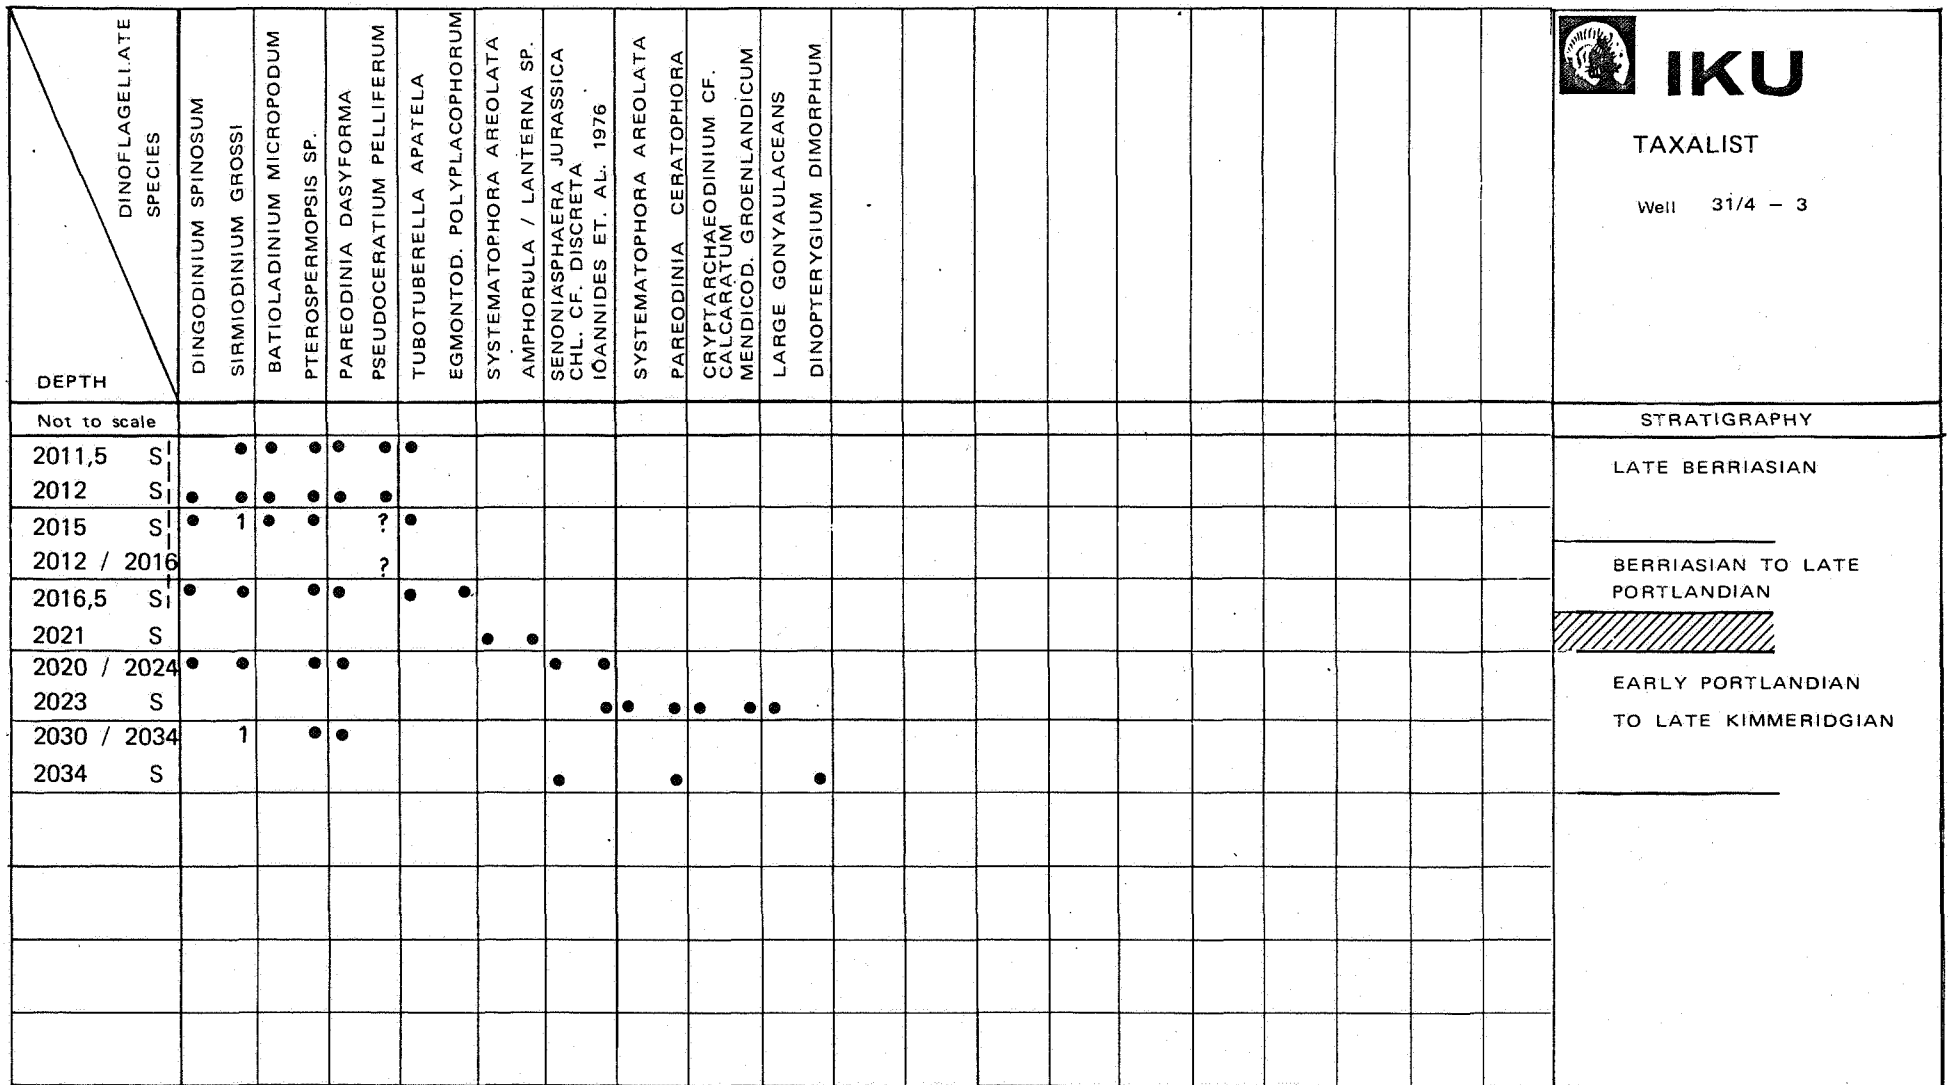 DINOFLAGELLATE
SPECIES
DEPTH
DINGODINIUM SPINOSUM
SIRMIODINIUM GROSSI
BATIOLADINIUM MICROPODUM
PTEROSPERMOPSIS SP.
PAREODINIA DASYFORMA
PSEUDOCERATIUM PELLIFERUM
TUBOTUBERELLA APATELA
EGMONTOD. POLYPLACOPHORUM
SYSTEMATOPHORA AREOLATA
AMPHORULA / LANTERNA SP.
SENONIASPHAERA JURASSICA
CHL. CF. DISCRETA
IOANNIDES ET. AL. 1976
SYSTEMATOPHORA AREOLATA
PAREODINIA CERATOPHORA
CRYPTARCHAEODINIUM CF.
CALCARATUM
MENDICOD. GROENLANDICUM
LARGE GONYAULACEANS
DINOPTERYGIUM DIMORPHUM
IKU
TAXALIST
Well 31/4 – 3
Not to scale
STRATIGRAPHY
2011,5 S
2012 S
2015 S 1 ?
2012 / 2016 ?
2016,5 S
2021 S
2020 / 2024
2023 S
2030 / 2034 1
2034 S
LATE BERRIASIAN
BERRIASIAN TO LATE
PORTLANDIAN
EARLY PORTLANDIAN
TO LATE KIMMERIDGIAN